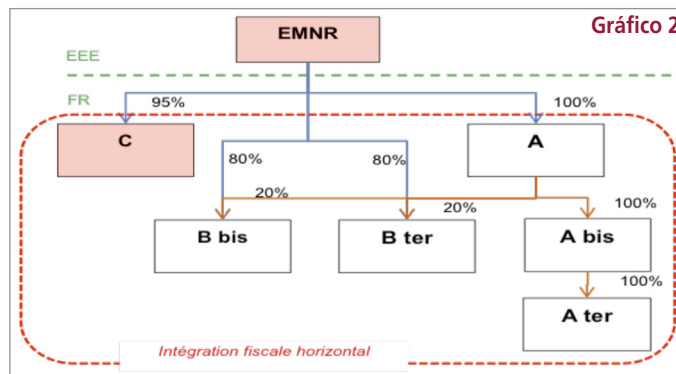 Gráfico 2
EMNR
EEE
FR
95%
100%
C
A
80%
80%
20%
20%
100%
B bis
B ter
A bis
100%
A ter
Intégration fiscale horizontal